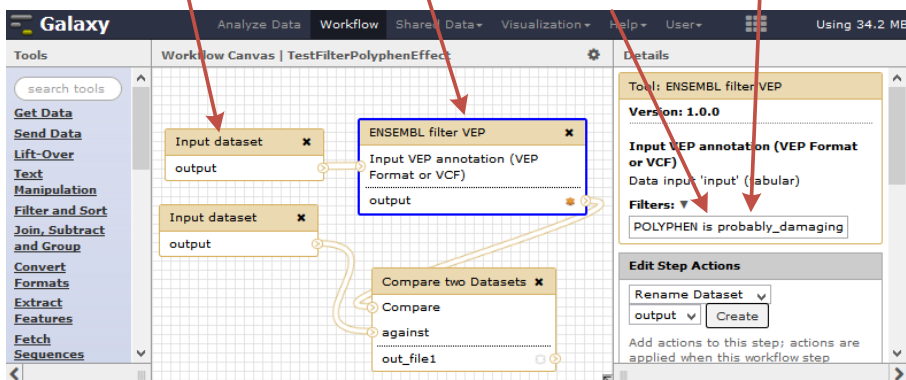 Galaxy
Analyze Data Workflow Shared Data Visualization Help User Using 34.2 MB
Tools
search tools
Get Data
Send Data
Lift-Over
Text
Manipulation
Filter and Sort
Join, Subtract
and Group
Convert
Formats
Extract
Features
Fetch
Sequences
Workflow Canvas | TestFilterPolyphenEffect
Input dataset
output
Input dataset
output
ENSEMBL filter VEP
Input VEP annotation (VEP
Format or VCF)
output
Compare two Datasets
Compare
against
out_file1
Details
Tool: ENSEMBL filter VEP
Version: 1.0.0
Input VEP annotation (VEP Format
or VCF)
Data input 'input' (tabular)
Filters:
POLYPHEN is probably_damaging
Edit Step Actions
Rename Dataset
output Create
Add actions to this step; actions are
applied when this workflow step